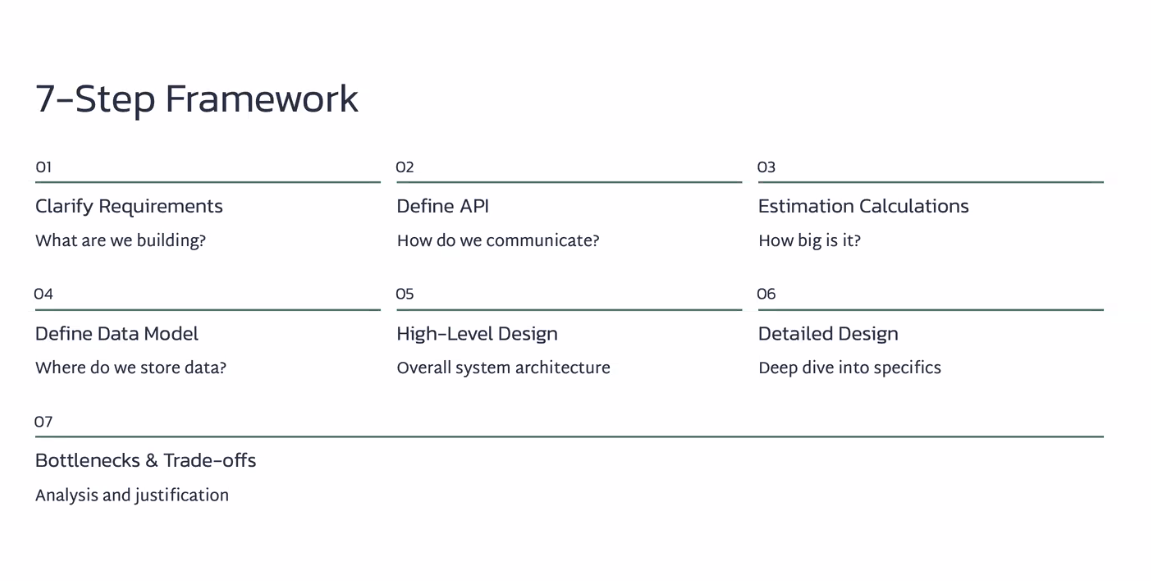 7-Step Framework
01
Clarify Requirements
What are we building?
02
Define API
How do we communicate?
03
Estimation Calculations
How big is it?
04
Define Data Model
Where do we store data?
05
High-Level Design
Overall system architecture
06
Detailed Design
Deep dive into specifics
07
Bottlenecks & Trade-offs
Analysis and justification